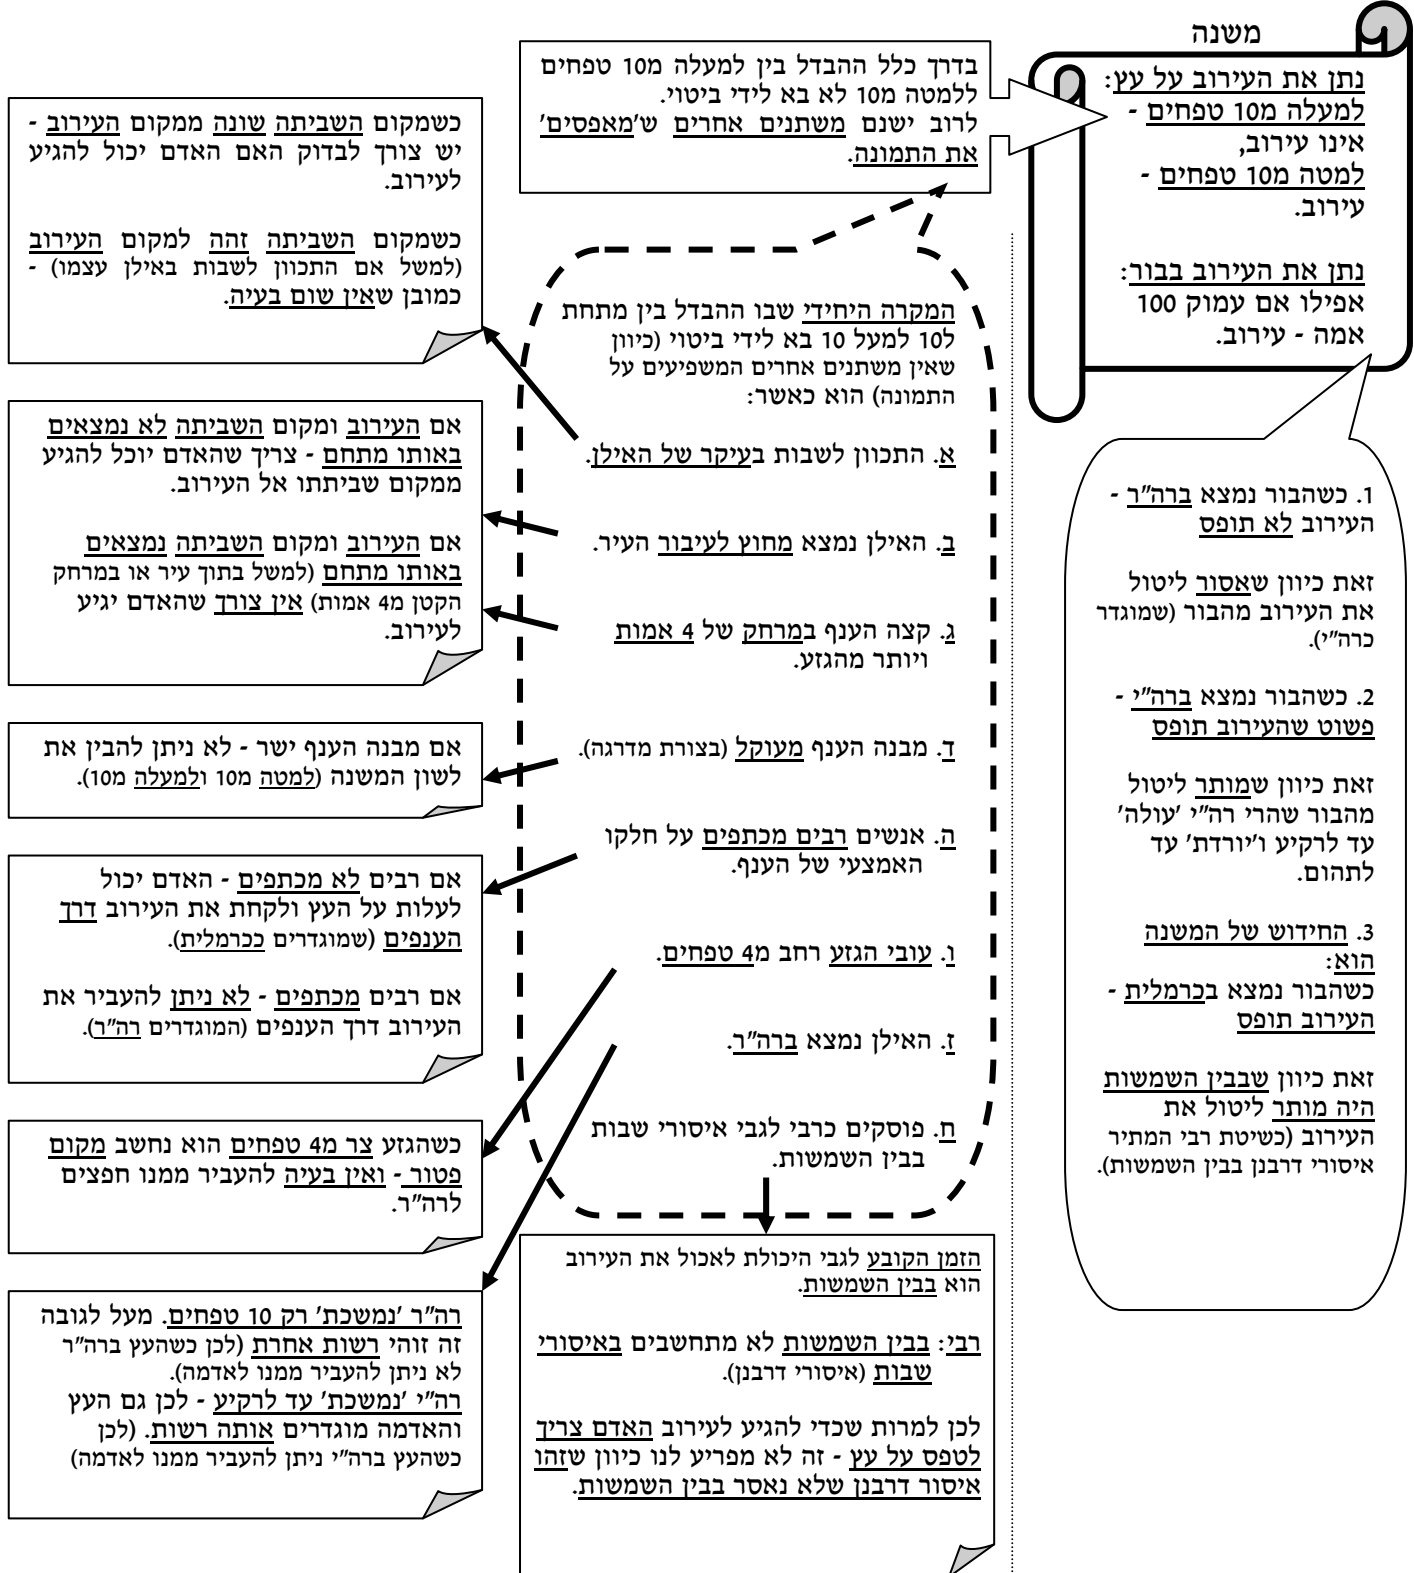 משנה
נתן את העירוב על עץ:
למעלה מ10 טפחים -
אינו עירוב,
למטה מ10 טפחים -
עירוב.
נתן את העירוב בבור:
אפילו אם עמוק 100
אמה - עירוב.
1. כשהבור נמצא ברה"ר -
העירוב לא תופס
זאת כיוון שאסור ליטול
את העירוב מהבור (שמוגדר
כרה"י).
2. כשהבור נמצא ברה"י -
פשוט שהעירוב תופס
זאת כיוון שמותר ליטול
מהבור שהרי רה"י 'עולה'
עד לרקיע ו'יורדת' עד
לתהום.
3. החידוש של המשנה
הוא:
כשהבור נמצא בכרמלית -
העירוב תופס
זאת כיוון שבבין השמשות
היה מותר ליטול את
העירוב (כשיטת רבי המתיר
איסורי דרבנן בבין השמשות).
בדרך כלל ההבדל בין למעלה מ10 טפחים
ללמטה מ10 לא בא לידי ביטוי.
לרוב ישנם משתנים אחרים ש'מאפסים'
את התמונה.
המקרה היחידי שבו ההבדל בין מתחת
ל10 למעל 10 בא לידי ביטוי (כיוון
שאין משתנים אחרים המשפיעים על
התמונה) הוא כאשר:
א. התכוון לשבות בעיקר של האילן.
ב. האילן נמצא מחוץ לעיבור העיר.
ג. קצה הענף במרחק של 4 אמות
ויותר מהגזע.
ד. מבנה הענף מעוקל (בצורת מדרגה).
ה. אנשים רבים מכתפים על חלקו
האמצעי של הענף.
ו. עובי הגזע רחב מ4 טפחים.
ז. האילן נמצא ברה"ר.
ח. פוסקים כרבי לגבי איסורי שבות
בבין השמשות.
הזמן הקובע לגבי היכולת לאכול את העירוב
הוא בבין השמשות.
רבי: בבין השמשות לא מתחשבים באיסורי
שבות (איסורי דרבנן).
לכן למרות שכדי להגיע לעירוב האדם צריך
לטפס על עץ - זה לא מפריע לנו כיוון שזהו
איסור דרבנן שלא נאסר בבין השמשות.
כשמקום השביתה שונה ממקום העירוב -
יש צורך לבדוק האם האדם יכול להגיע
לעירוב.
כשמקום השביתה זהה למקום העירוב
(למשל אם התכוון לשבות באילן עצמו) -
כמובן שאין שום בעיה.
אם העירוב ומקום השביתה לא נמצאים
באותו מתחם - צריך שהאדם יוכל להגיע
ממקום שביתתו אל העירוב.
אם העירוב ומקום השביתה נמצאים
באותו מתחם (למשל בתוך עיר או במרחק
הקטן מ4 אמות) אין צורך שהאדם יגיע
לעירוב.
אם מבנה הענף ישר - לא ניתן להבין את
לשון המשנה (למטה מ10 ולמעלה מ10).
אם רבים לא מכתפים - האדם יכול
לעלות על העץ ולקחת את העירוב דרך
הענפים (שמוגדרים ככרמלית).
אם רבים מכתפים - לא ניתן להעביר את
העירוב דרך הענפים (המוגדרים רה"ר).
כשהגזע צר מ4 טפחים הוא נחשב מקום
פטור - ואין בעיה להעביר ממנו חפצים
לרה"ר.
רה"ר 'נמשכת' רק 10 טפחים. מעל לגובה
זה זוהי רשות אחרת (לכן כשהעץ ברה"ר
לא ניתן להעביר ממנו לאדמה).
רה"י 'נמשכת' עד לרקיע - לכן גם העץ
והאדמה מוגדרים אותה רשות. (לכן
כשהעץ ברה"י ניתן להעביר ממנו לאדמה)